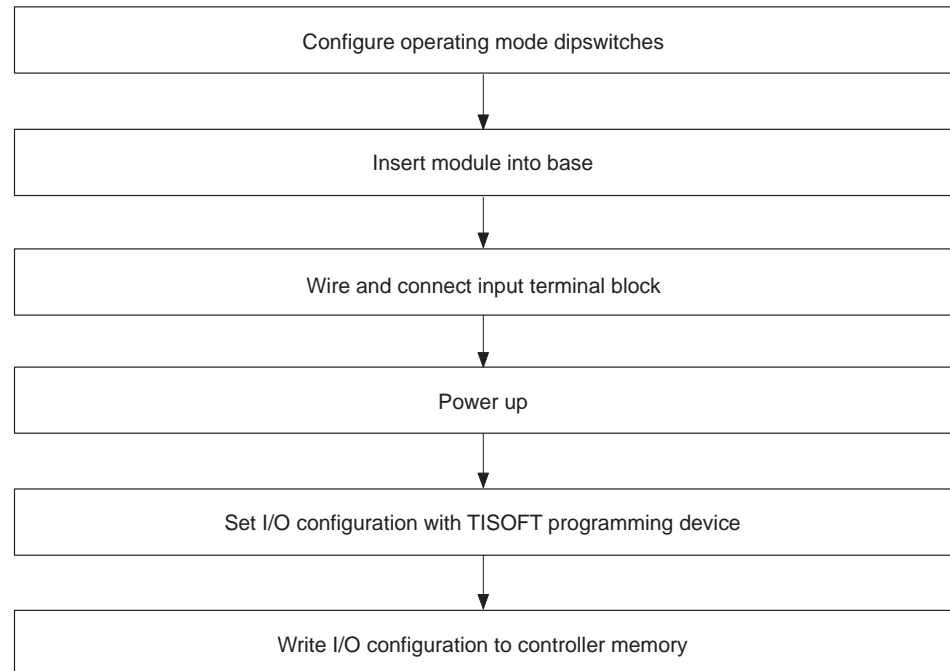 Configure operating mode dipswitches
Insert module into base
Wire and connect input terminal block
Power up
Set I/O configuration with TISOFT programming device
Write I/O configuration to controller memory